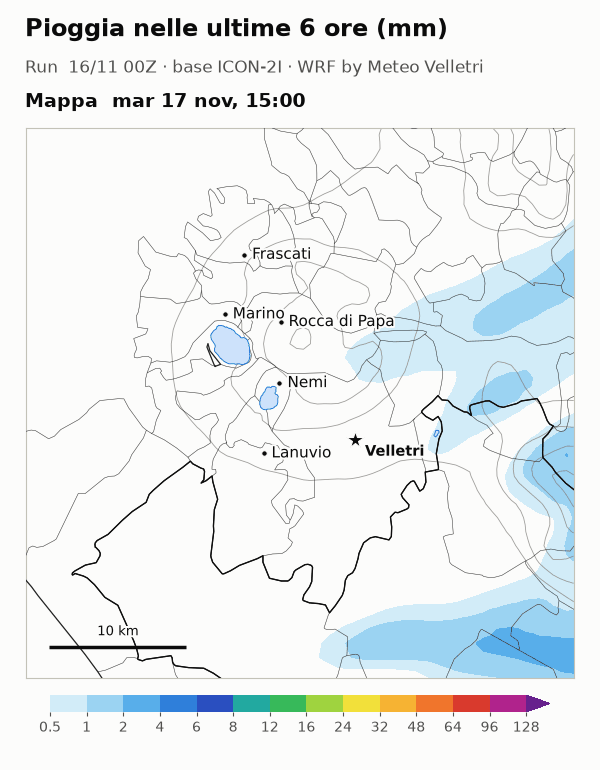 Pioggia nelle ultime 6 ore (mm)
Run 16/11 00Z · base ICON-2I · WRF by Meteo Velletri
Mappa mar 17 nov, 15:00
Frascati
Marino
Rocca di Papa
Nemi
Velletri
Lanuvio
10 km
0.5 1 2 4 6 8 12 16 24 32 48 64 96 128